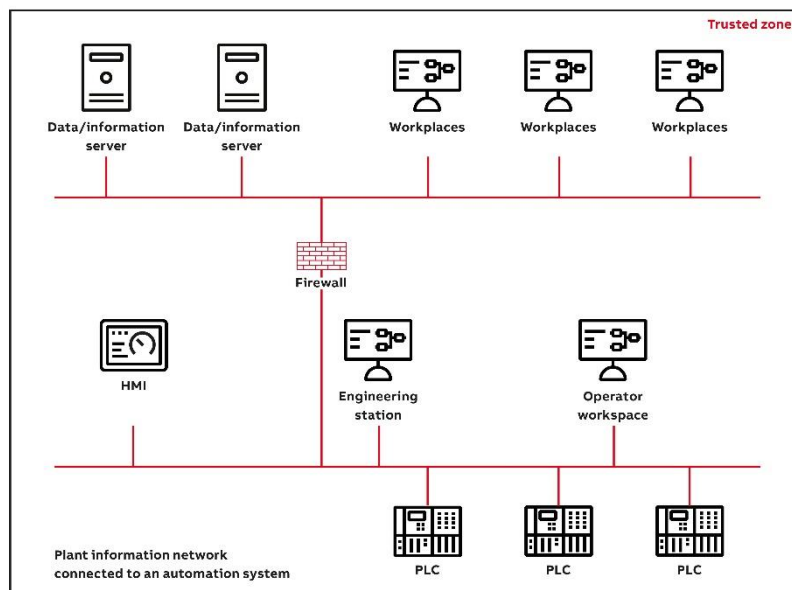 Trusted zone
Data/information
server
Data/information
server
Workplaces
Workplaces
Workplaces
Firewall
HMI
Engineering
station
Operator
workspace
PLC
PLC
PLC
Plant information network
connected to an automation system